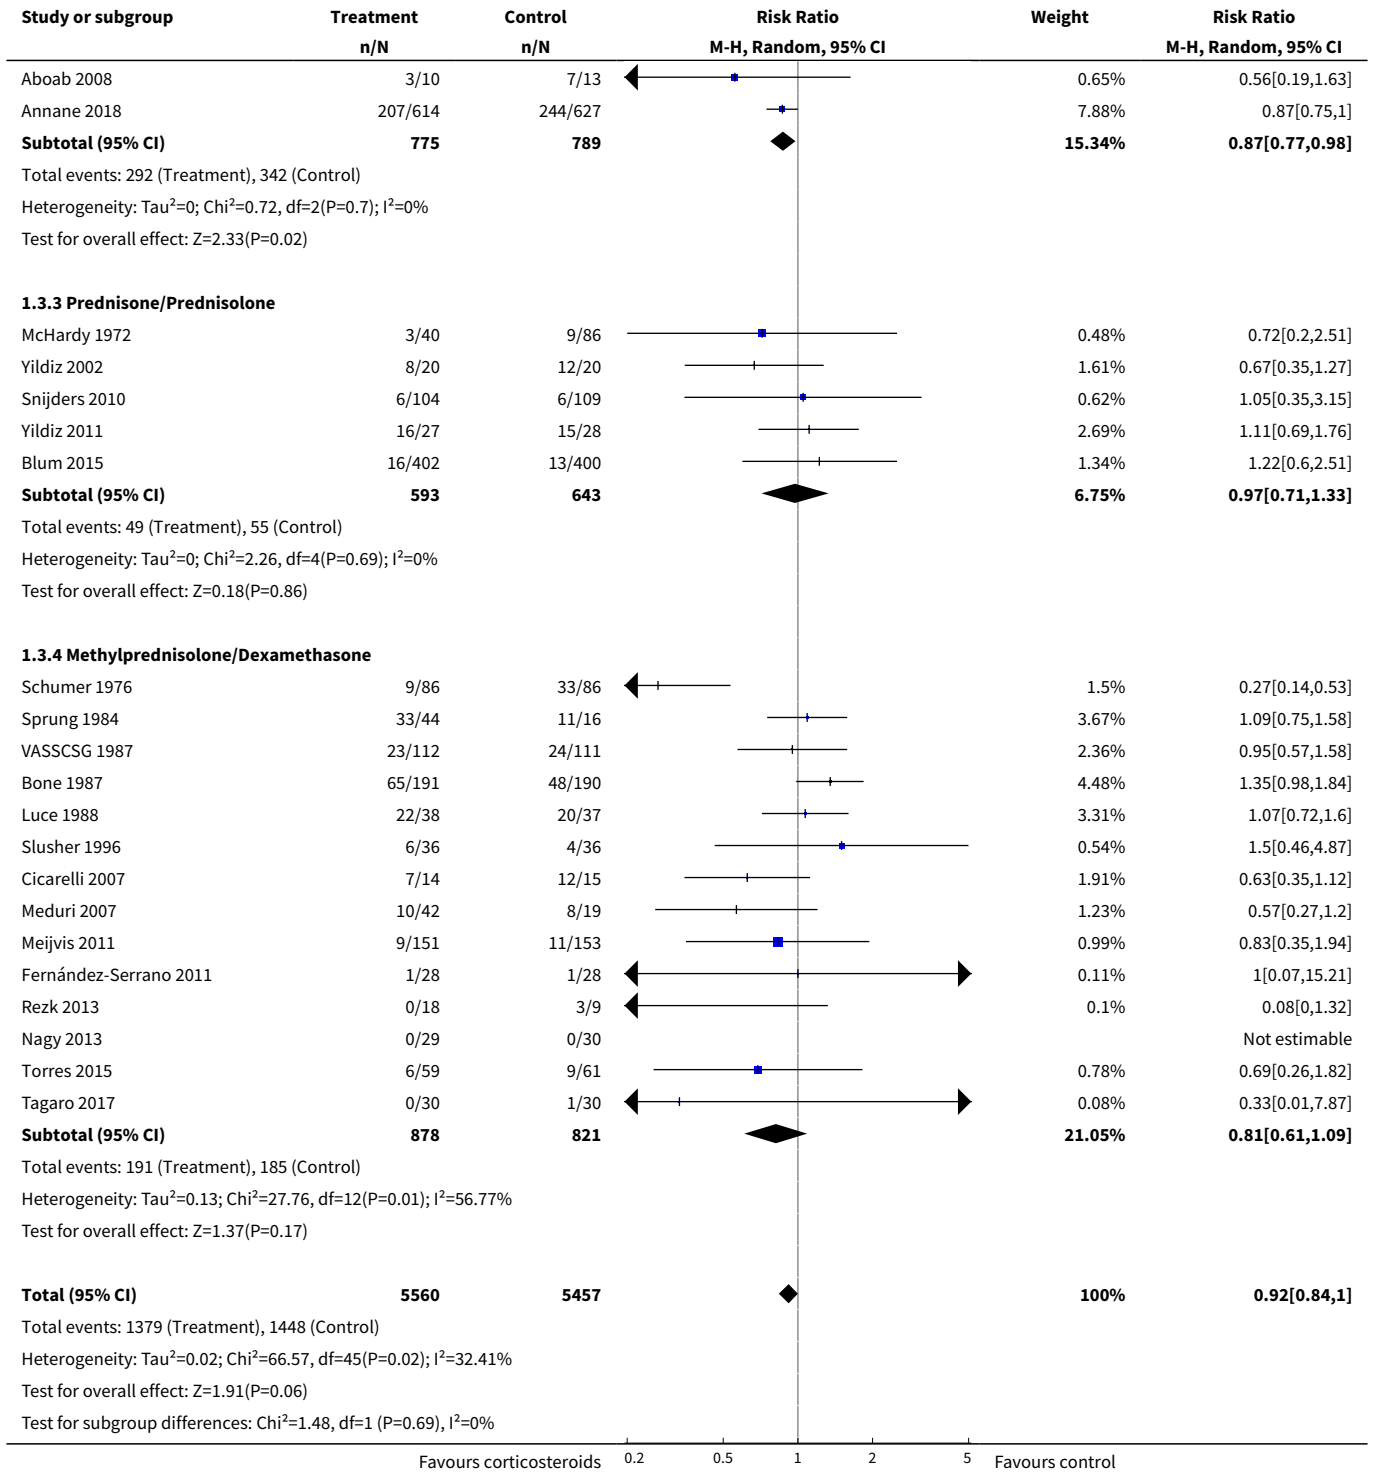 Study or subgroup Treatment Control Risk Ratio Weight Risk Ratio
n/N n/N M-H, Random, 95% CI M-H, Random, 95% CI
Aboab 2008 3/10 7/13 0.65% 0.56[0.19,1.63]
Annane 2018 207/614 244/627 7.88% 0.87[0.75,1]
Subtotal (95% CI) 775 789 15.34% 0.87[0.77,0.98]
Total events: 292 (Treatment), 342 (Control)
Heterogeneity: Tau²=0; Chi²=0.72, df=2(P=0.7); I²=0%
Test for overall effect: Z=2.33(P=0.02)
1.3.3 Prednisone/Prednisolone
McHardy 1972 3/40 9/86 0.48% 0.72[0.2,2.51]
Yildiz 2002 8/20 12/20 1.61% 0.67[0.35,1.27]
Snijders 2010 6/104 6/109 0.62% 1.05[0.35,3.15]
Yildiz 2011 16/27 15/28 2.69% 1.11[0.69,1.76]
Blum 2015 16/402 13/400 1.34% 1.22[0.6,2.51]
Subtotal (95% CI) 593 643 6.75% 0.97[0.71,1.33]
Total events: 49 (Treatment), 55 (Control)
Heterogeneity: Tau²=0; Chi²=2.26, df=4(P=0.69); I²=0%
Test for overall effect: Z=0.18(P=0.86)
1.3.4 Methylprednisolone/Dexamethasone
Schumer 1976 9/86 33/86 1.5% 0.27[0.14,0.53]
Sprung 1984 33/44 11/16 3.67% 1.09[0.75,1.58]
VASSCSG 1987 23/112 24/111 2.36% 0.95[0.57,1.58]
Bone 1987 65/191 48/190 4.48% 1.35[0.98,1.84]
Luce 1988 22/38 20/37 3.31% 1.07[0.72,1.6]
Slusher 1996 6/36 4/36 0.54% 1.5[0.46,4.87]
Cicarelli 2007 7/14 12/15 1.91% 0.63[0.35,1.12]
Meduri 2007 10/42 8/19 1.23% 0.57[0.27,1.2]
Meijvis 2011 9/151 11/153 0.99% 0.83[0.35,1.94]
Fernández-Serrano 2011 1/28 1/28 0.11% 1[0.07,15.21]
Rezk 2013 0/18 3/9 0.1% 0.08[0,1.32]
Nagy 2013 0/29 0/30 Not estimable
Torres 2015 6/59 9/61 0.78% 0.69[0.26,1.82]
Tagaro 2017 0/30 1/30 0.08% 0.33[0.01,7.87]
Subtotal (95% CI) 878 821 21.05% 0.81[0.61,1.09]
Total events: 191 (Treatment), 185 (Control)
Heterogeneity: Tau²=0.13; Chi²=27.76, df=12(P=0.01); I²=56.77%
Test for overall effect: Z=1.37(P=0.17)
Total (95% CI) 5560 5457 100% 0.92[0.84,1]
Total events: 1379 (Treatment), 1448 (Control)
Heterogeneity: Tau²=0.02; Chi²=66.57, df=45(P=0.02); I²=32.41%
Test for overall effect: Z=1.91(P=0.06)
Test for subgroup differences: Chi²=1.48, df=1 (P=0.69), I²=0%
Favours corticosteroids 0.2 0.5 1 2 5 Favours control